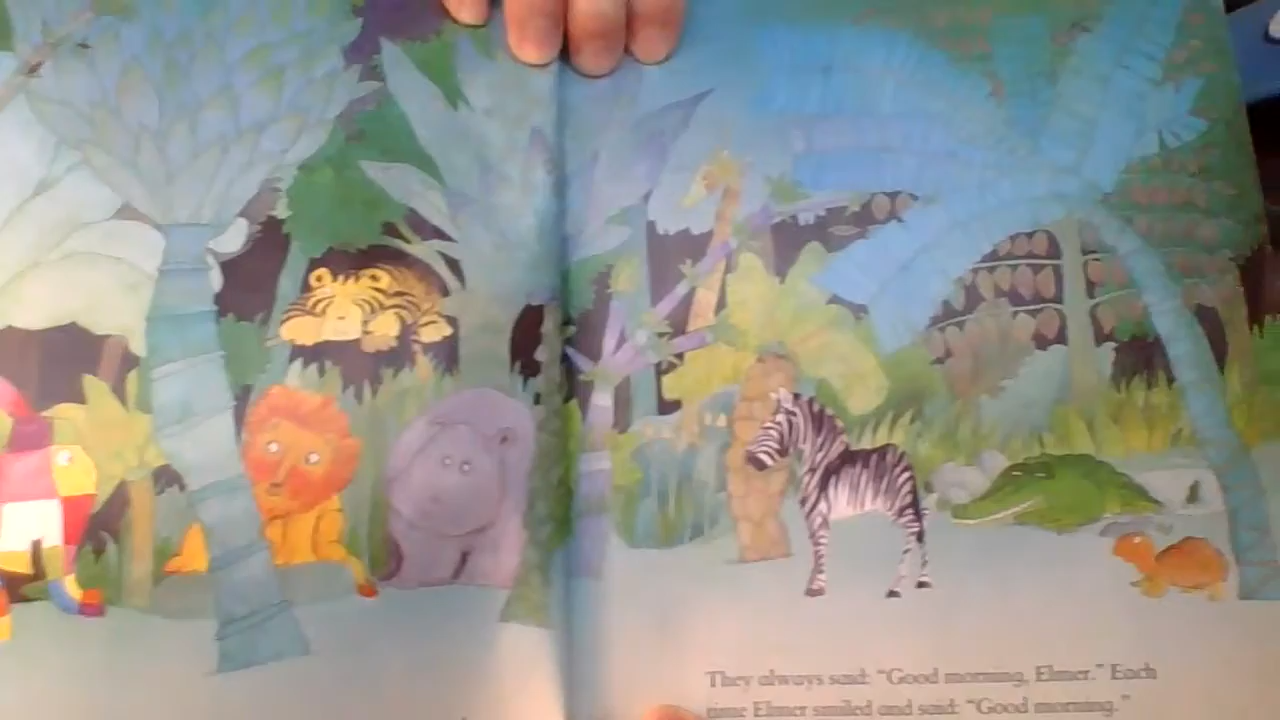 They always said: “Good morning, Elmer.” Each
time Elmer smiled and said: “Good morning.”